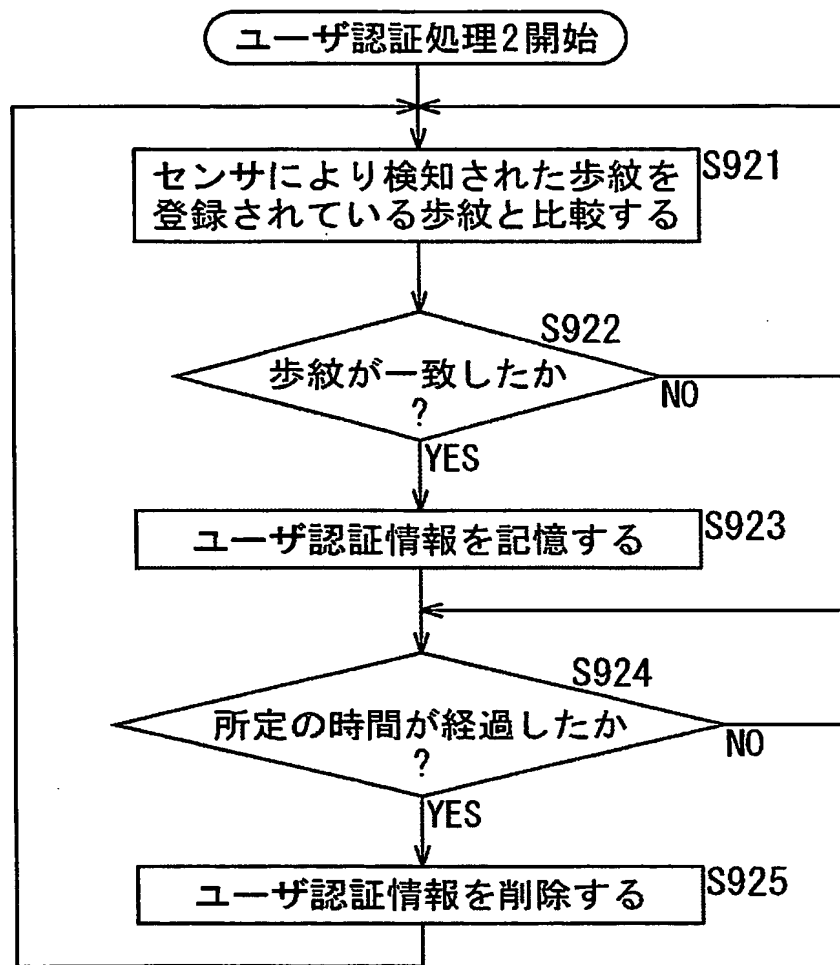 ユーザ認証処理2開始
センサにより検知された歩紋を
登録されている歩紋と比較する
S921
S922
歩紋が一致したか
?
NO
YES
ユーザ認証情報を記憶する
S923
S924
所定の時間が経過したか
?
NO
YES
ユーザ認証情報を削除する
S925